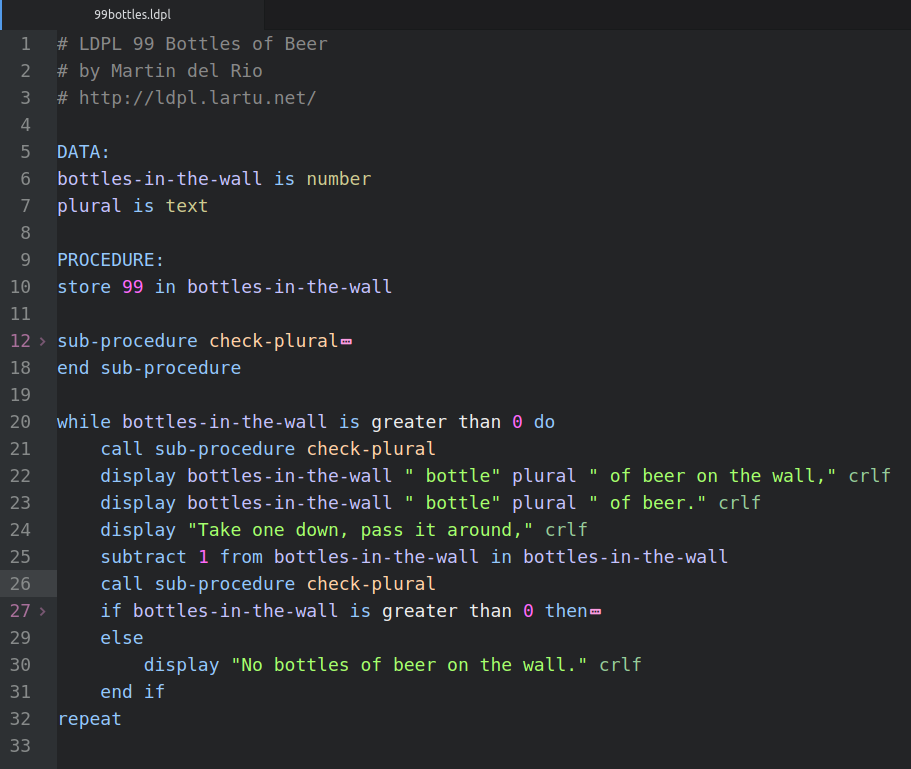 99bottles.ldpl
1 # LDPL 99 Bottles of Beer
2 # by Martin del Rio
3 # http://ldpl.lartu.net/
4
5 DATA:
6 bottles-in-the-wall is number
7 plural is text
8
9 PROCEDURE:
10 store 99 in bottles-in-the-wall
11
12 sub-procedure check-plural
18 end sub-procedure
19
20 while bottles-in-the-wall is greater than 0 do
21     call sub-procedure check-plural
22     display bottles-in-the-wall " bottle" plural " of beer on the wall," crlf
23     display bottles-in-the-wall " bottle" plural " of beer." crlf
24     display "Take one down, pass it around," crlf
25     subtract 1 from bottles-in-the-wall in bottles-in-the-wall
26     call sub-procedure check-plural
27     if bottles-in-the-wall is greater than 0 then
29     else
30         display "No bottles of beer on the wall." crlf
31     end if
32 repeat
33